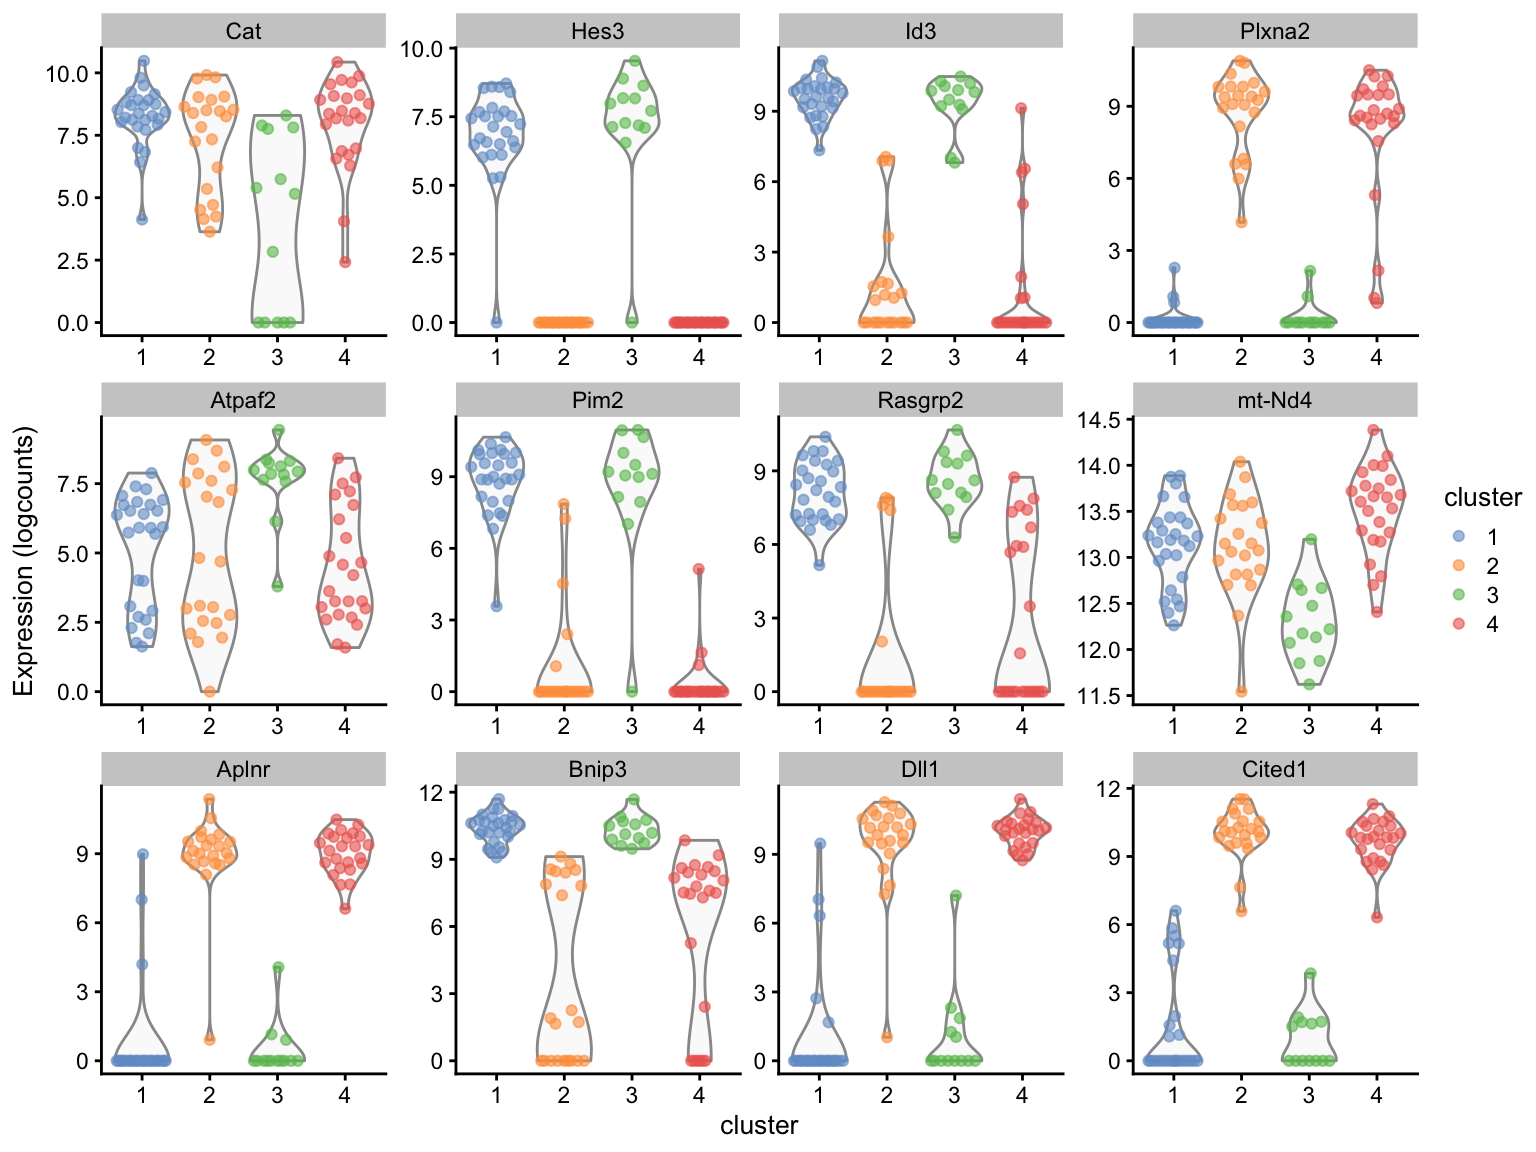 Cat Hes3 Id3 Plxna2
10.0 7.5 5.0 2.5 0.0
10.0 7.5 5.0 2.5 0.0
9 6 3 0
9 6 3 0
1 2 3 4 1 2 3 4 1 2 3 4 1 2 3 4
Atpaf2 Pim2 Rasgrp2 mt-Nd4
7.5 5.0 2.5 0.0
9 6 3 0
9 6 3 0
14.5 14.0 13.5 13.0 12.5 12.0 11.5
1 2 3 4 1 2 3 4 1 2 3 4 1 2 3 4
Aplnr Bnip3 Dll1 Cited1
9 6 3 0
12 9 6 3 0
9 6 3 0
12 9 6 3 0
1 2 3 4 1 2 3 4 1 2 3 4 1 2 3 4
Expression (logcounts)
cluster
cluster
1
2
3
4